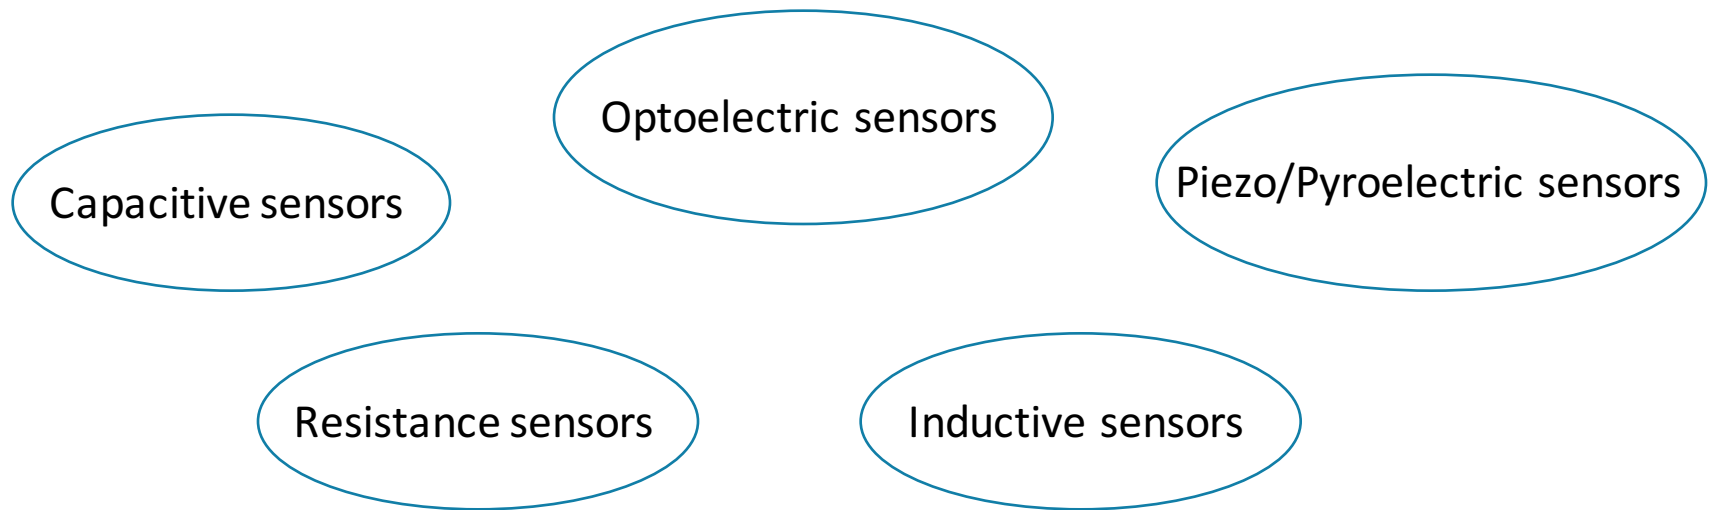 Optoelectric sensors
Piezo/Pyroelectric sensors
Capacitive sensors
Resistance sensors
Inductive sensors